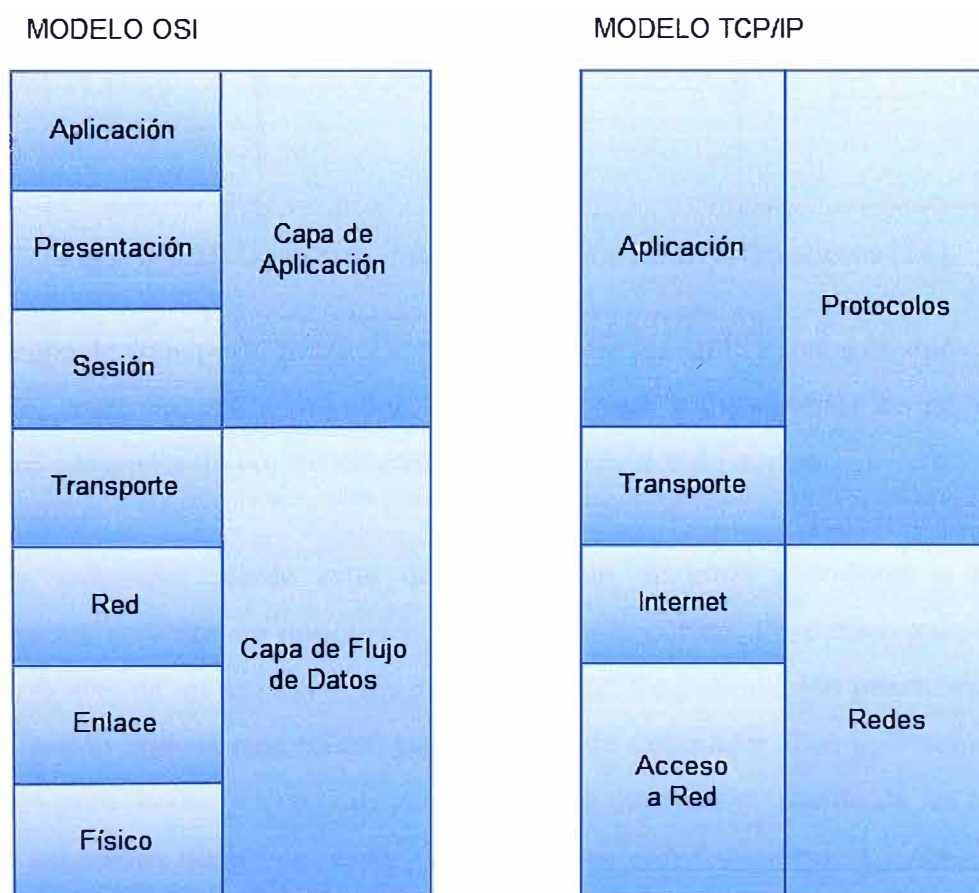 MODELO OSI
Aplicación
Presentación
Sesión
Transporte
Red
Enlace
Físico
Capa de
Aplicación
Capa de Flujo
de Datos
MODELO TCP/IP
Aplicación
Transporte
Internet
Acceso
a Red
Protocolos
Redes